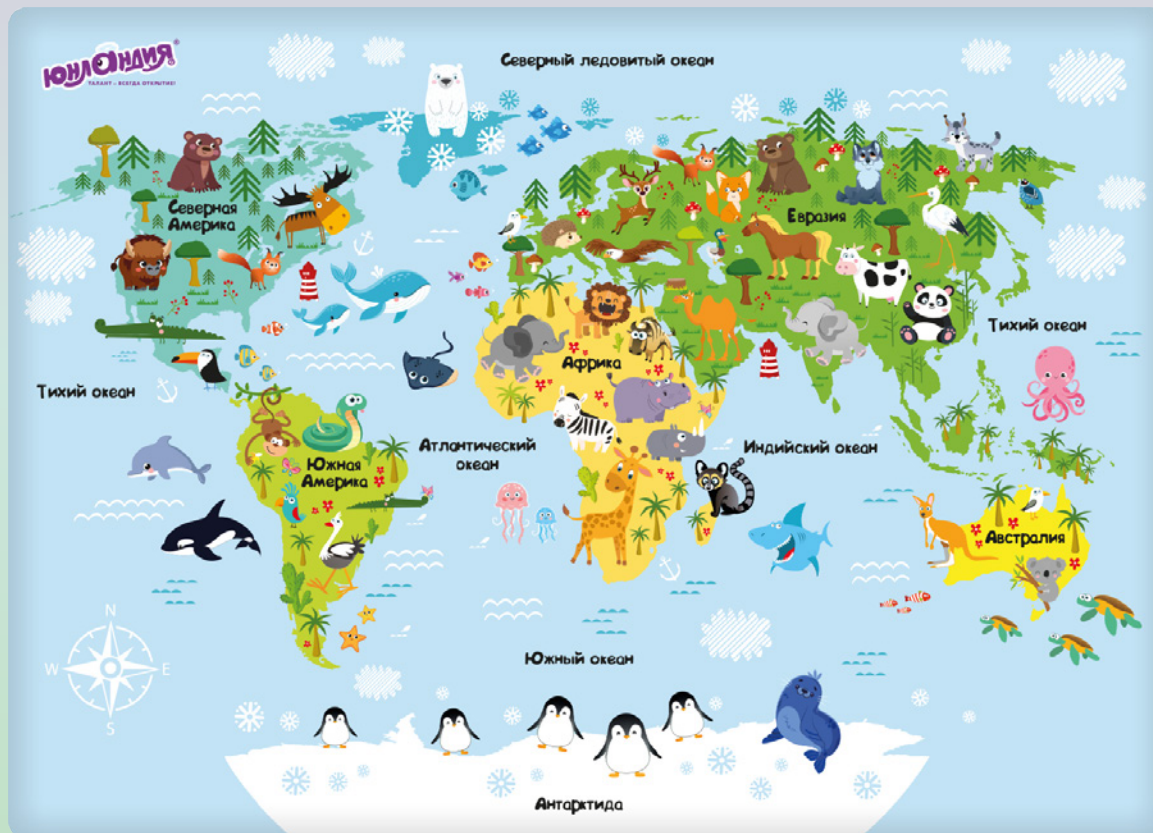 ЮНЛАНДИЯ®
ТАЛАНТ – ВСЕГДА ОТКРЫТИЕ!
Северный ледовитый океан
Северная
Америка
Евразия
Тихий океан
Африка
Тихий океан
Атлантический
океан
Индийский океан
Южная
Америка
Австралия
N
W
E
S
Южный океан
Антарктида